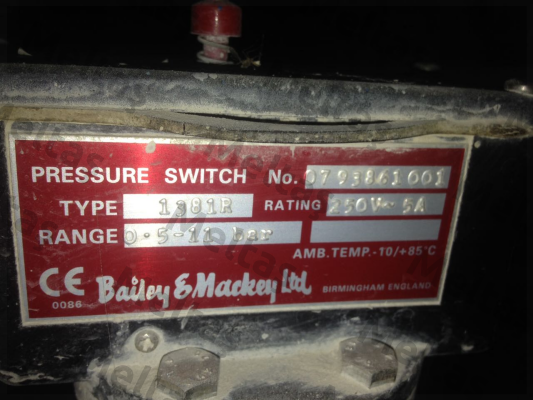 PRESSURE SWITCH No. 0793861001
TYPE 1381R RATING 250V~ 5A
RANGE 0·5-11 bar
AMB.TEMP.-10/+85°C
CE 0086 Bailey & Mackey Ltd. BIRMINGHAM ENGLAND